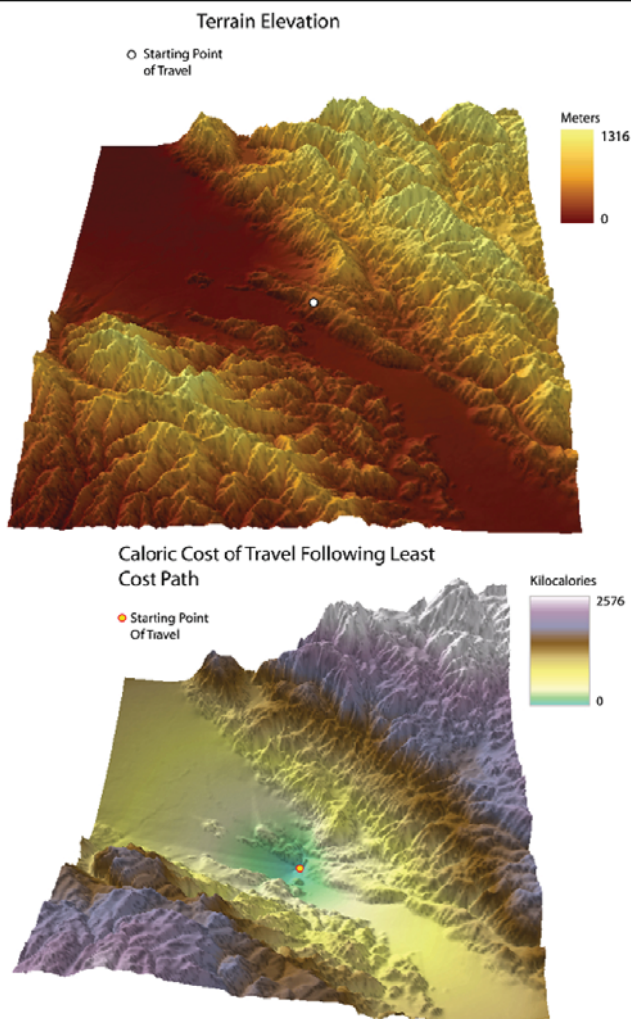 Terrain Elevation
Starting Point
of Travel
Meters
1316
0
Caloric Cost of Travel Following Least
Cost Path
Starting Point
Of Travel
Kilocalories
2576
0